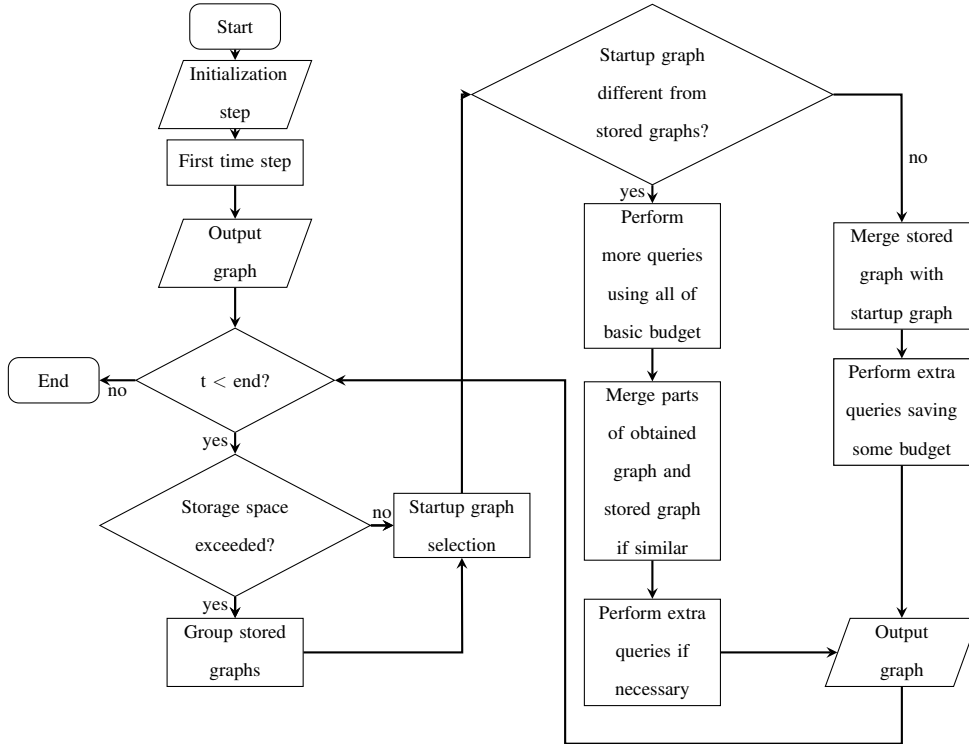 Start
Initialization
step
First time step
Output
graph
t < end?
no
End
yes
Storage space
exceeded?
no
yes
Group stored
graphs
Startup graph
selection
Startup graph
different from
stored graphs?
yes
no
Perform
more queries
using all of
basic budget
Merge parts
of obtained
graph and
stored graph
if similar
Perform extra
queries if
necessary
Merge stored
graph with
startup graph
Perform extra
queries saving
some budget
Output
graph